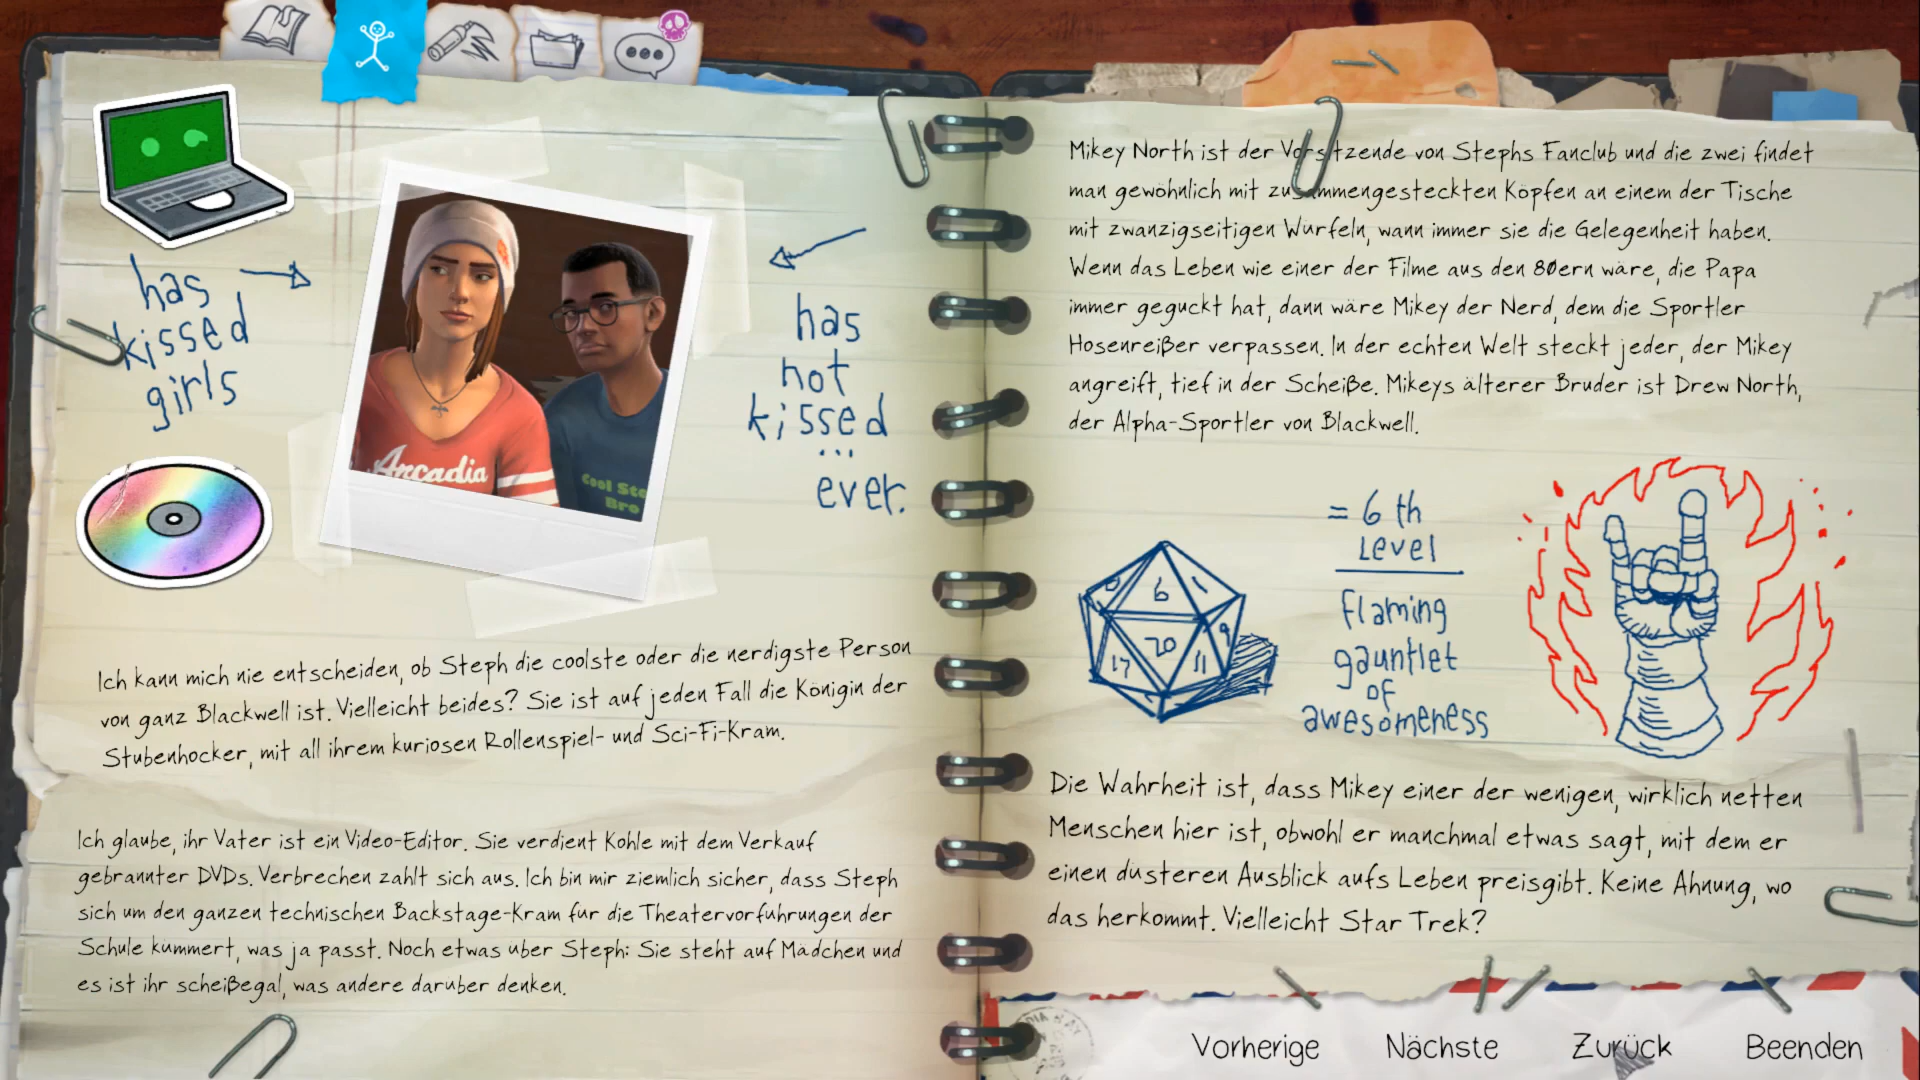 has
kissed
girls
has
not
kissed
...
ever.
Arcadia
Cool Sto
Bro
Ich kann mich nie entscheiden, ob Steph die coolste oder die nerdigste Person
von ganz Blackwell ist. Vielleicht beides? Sie ist auf jeden Fall die Königin der
Stubenhocker, mit all ihrem kuriosen Rollenspiel- und Sci-Fi-Kram.
Ich glaube, ihr Vater ist ein Video-Editor. Sie verdient Kohle mit dem Verkauf
gebrannter DVDs. Verbrechen zahlt sich aus. Ich bin mir ziemlich sicher, dass Steph
sich um den ganzen technischen Backstage-Kram für die Theatervorführungen der
Schule kümmert, was ja passt. Noch etwas über Steph: Sie steht auf Mädchen und
es ist ihr scheißegal, was andere darüber denken.
Mikey North ist der Vorsitzende von Stephs Fanclub und die zwei findet
man gewöhnlich mit zusammengesteckten Köpfen an einem der Tische
mit zwanzigseitigen Würfeln, wann immer sie die Gelegenheit haben.
Wenn das Leben wie einer der Filme aus den 80ern wäre, die Papa
immer geguckt hat, dann wäre Mikey der Nerd, dem die Sportler
Hosenreißer verpassen. In der echten Welt steckt jeder, der Mikey
angreift, tief in der Scheiße. Mikeys älterer Bruder ist Drew North,
der Alpha-Sportler von Blackwell.
6
20
9
17
11
= 6 th
Level
Flaming
gauntlet
of
awesomeness
Die Wahrheit ist, dass Mikey einer der wenigen, wirklich netten
Menschen hier ist, obwohl er manchmal etwas sagt, mit dem er
einen düsteren Ausblick aufs Leben preisgibt. Keine Ahnung, wo
das herkommt. Vielleicht Star Trek?
Vorherige
Nächste
Zurück
Beenden